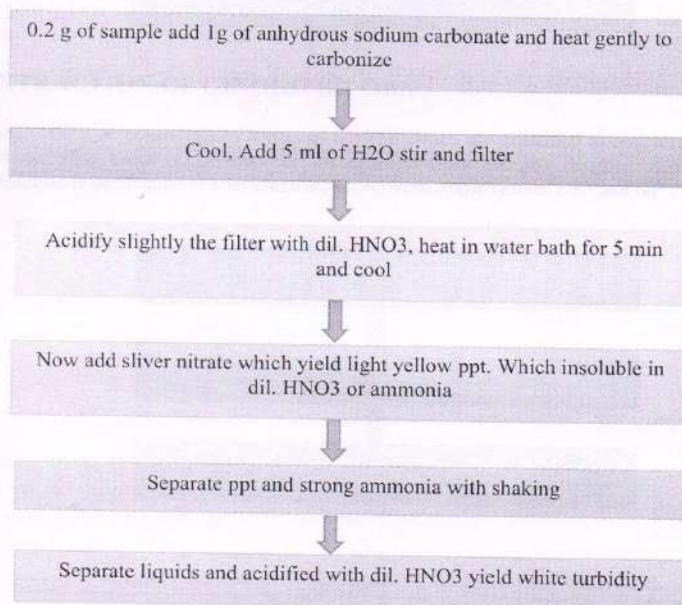 0.2 g of sample add 1g of anhydrous sodium carbonate and heat gently to
carbonize
Cool, Add 5 ml of H2O stir and filter
Acidify slightly the filter with dil. HNO3, heat in water bath for 5 min
and cool
Now add sliver nitrate which yield light yellow ppt. Which insoluble in
dil. HNO3 or ammonia
Separate ppt and strong ammonia with shaking
Separate liquids and acidified with dil. HNO3 yield white turbidity